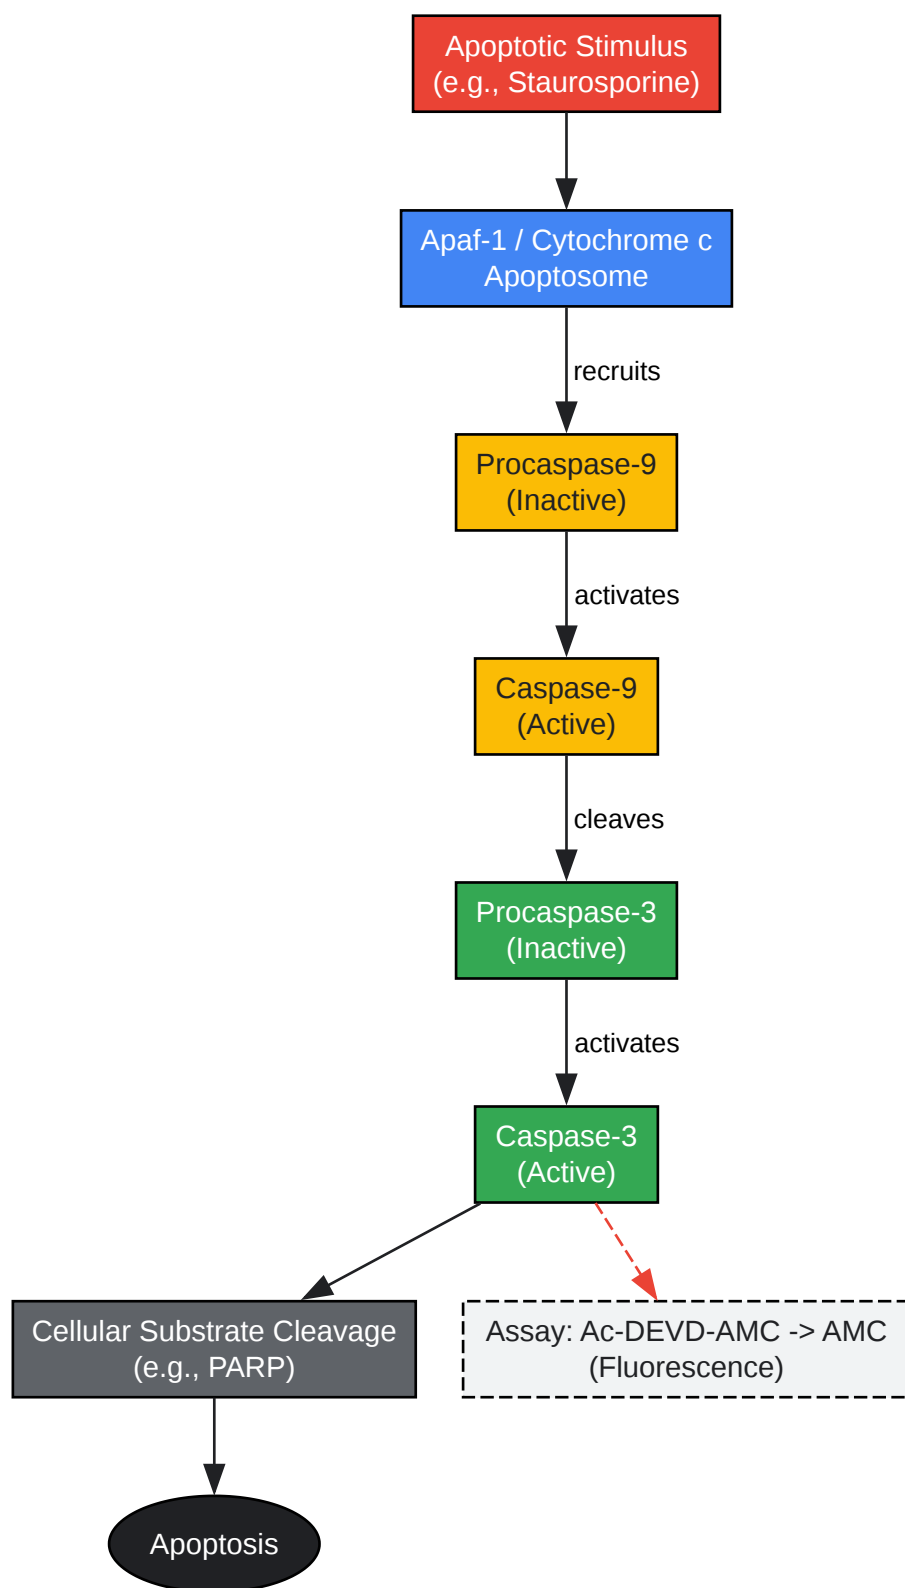 Apoptotic Stimulus
(e.g., Staurosporine)
Apaf-1 / Cytochrome c
Apoptosome
recruits
Procaspase-9
(Inactive)
activates
Caspase-9
(Active)
cleaves
Procaspase-3
(Inactive)
activates
Caspase-3
(Active)
Cellular Substrate Cleavage
(e.g., PARP)
Assay: Ac-DEVD-AMC -> AMC
(Fluorescence)
Apoptosis